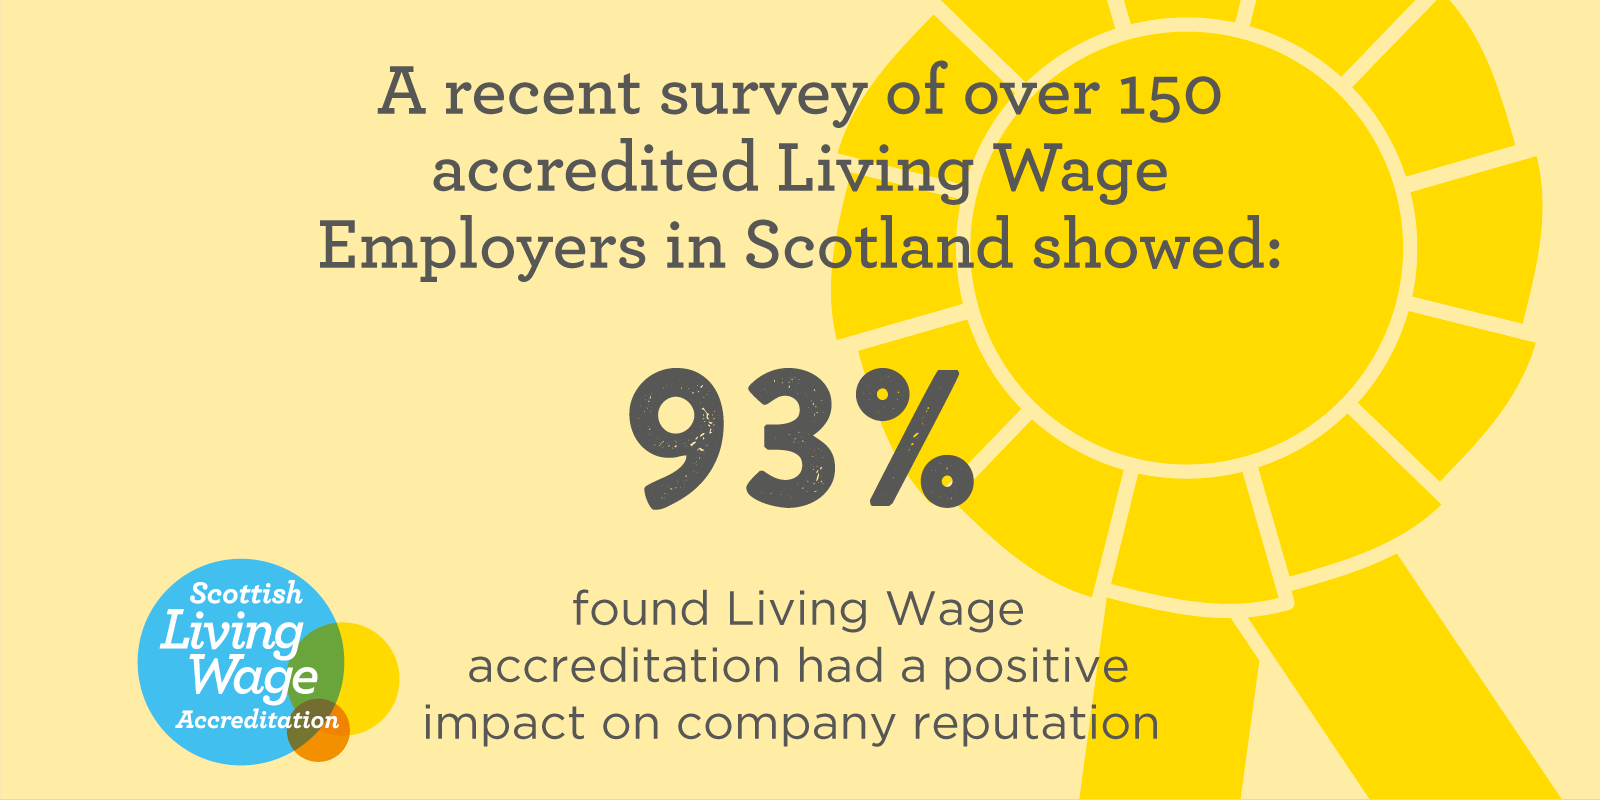 A recent survey of over 150
accredited Living Wage
Employers in Scotland showed:
93%
found Living Wage
accreditation had a positive
impact on company reputation
Scottish
Living
Wage
Accreditation